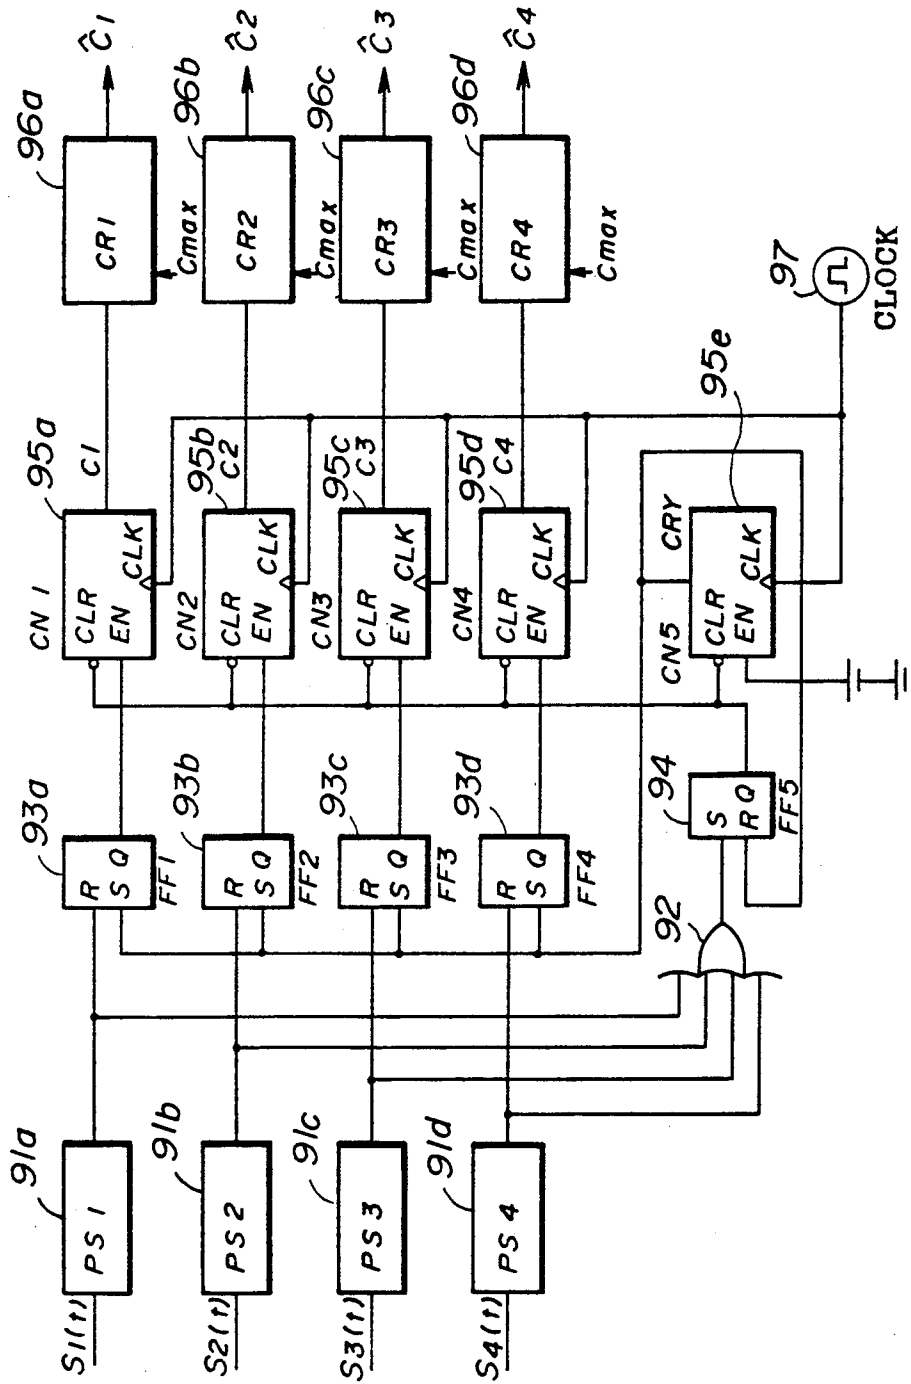 S1(t)
91a
PS1
93a
R
S Q
FF1
CN1
95a
CLR
EN
CLK
C1
96a
CR1
Cmax
Ĉ1
S2(t)
91b
PS2
93b
R
S Q
FF2
CN2
95b
CLR
EN
CLK
C2
96b
CR2
Cmax
Ĉ2
S3(t)
91c
PS3
93c
R
S Q
FF3
CN3
95c
CLR
EN
CLK
C3
96c
CR3
Cmax
Ĉ3
S4(t)
91d
PS4
93d
R
S Q
FF4
CN4
95d
CLR
EN
CLK
C4
96d
CR4
Cmax
Ĉ4
92
94
S
R Q
FF5
CN5
CRY
95e
CLR
EN
CLK
97
CLOCK